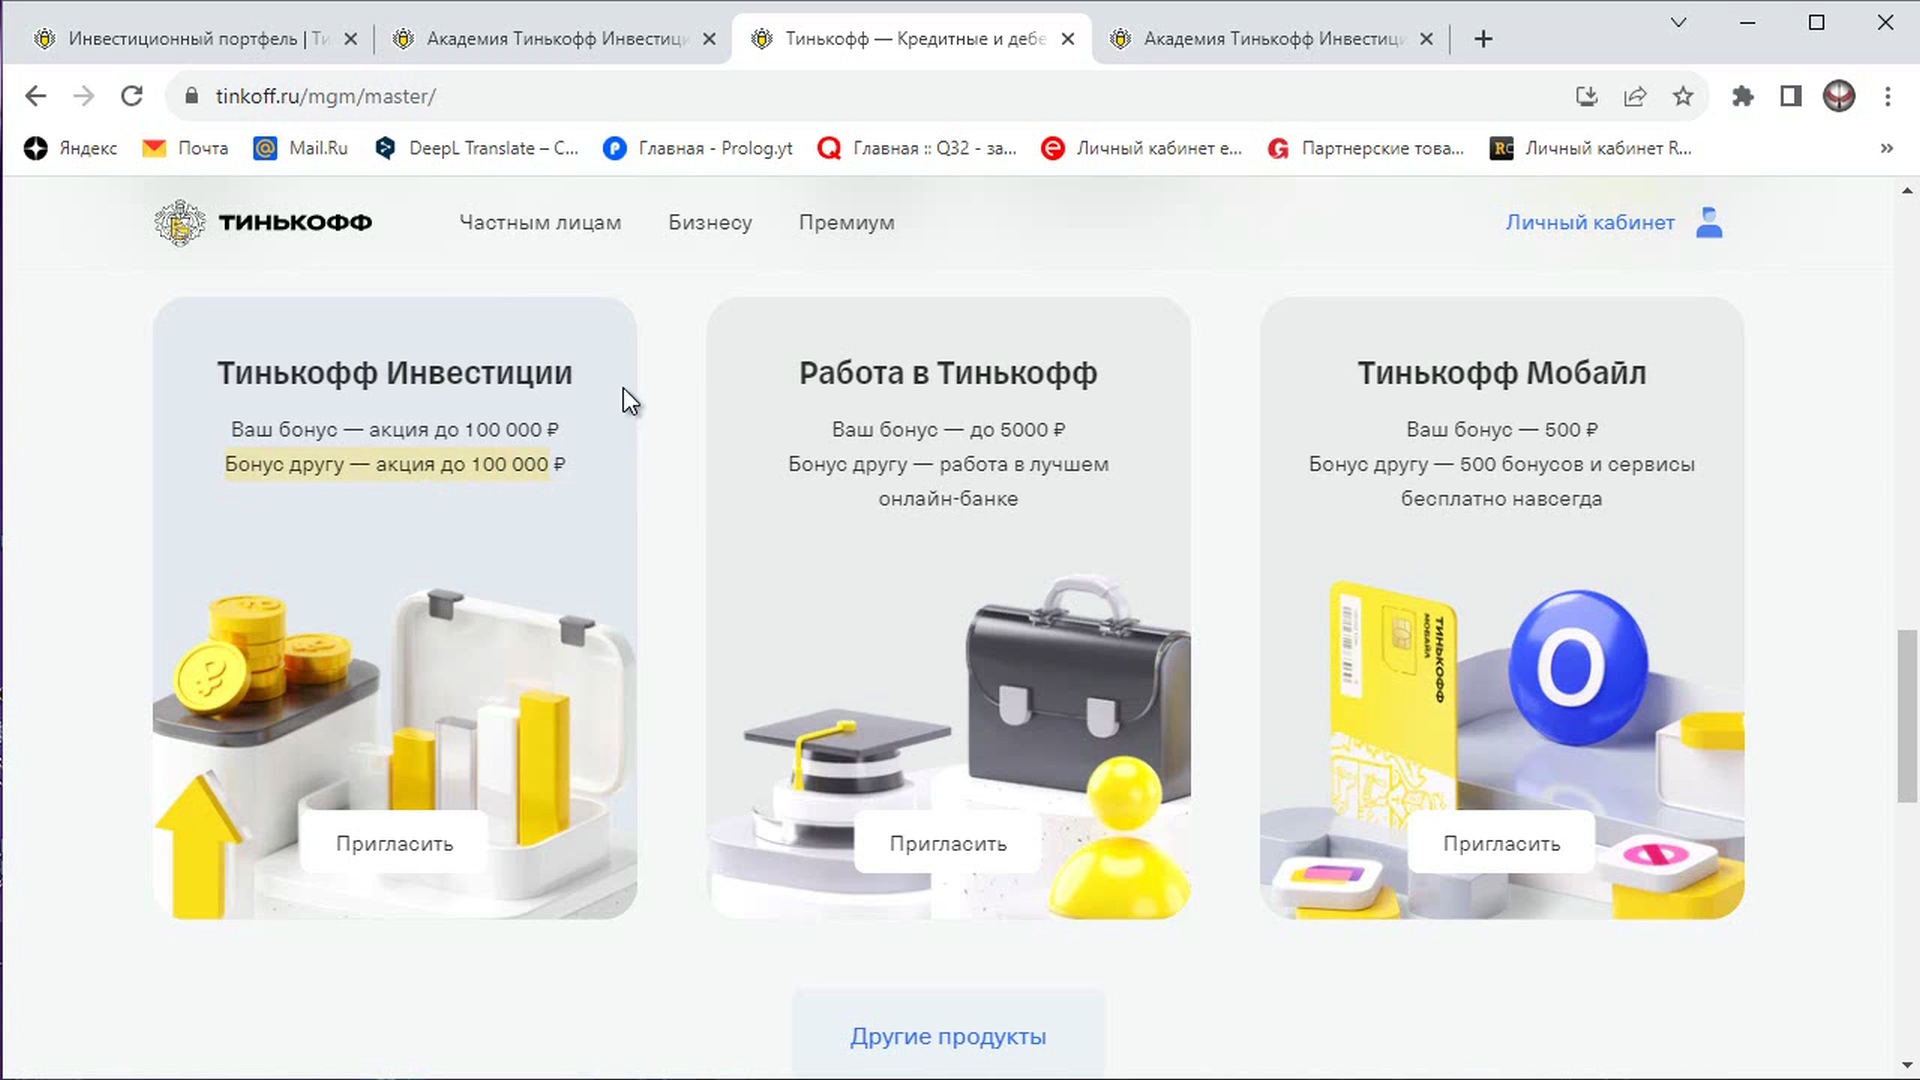 Инвестиционный портфель | Ти
Академия Тинькофф Инвестици
Тинькофф — Кредитные и дебе
Академия Тинькофф Инвестици
tinkoff.ru/mgm/master/
Яндекс
Почта
Mail.Ru
DeepL Translate – С...
Главная - Prolog.yt
Главная :: Q32 - за...
Личный кабинет е...
Партнерские това...
Личный кабинет R...
ТИНЬКОФФ
Частным лицам
Бизнесу
Премиум
Личный кабинет
Тинькофф Инвестиции
Ваш бонус — акция до 100 000 ₽
Бонус другу — акция до 100 000 ₽
Пригласить
Работа в Тинькофф
Ваш бонус — до 5000 ₽
Бонус другу — работа в лучшем
онлайн-банке
Пригласить
Тинькофф Мобайл
Ваш бонус — 500 ₽
Бонус другу — 500 бонусов и сервисы
бесплатно навсегда
ТИНЬКОФФ
МОБАЙЛ
Пригласить
Другие продукты